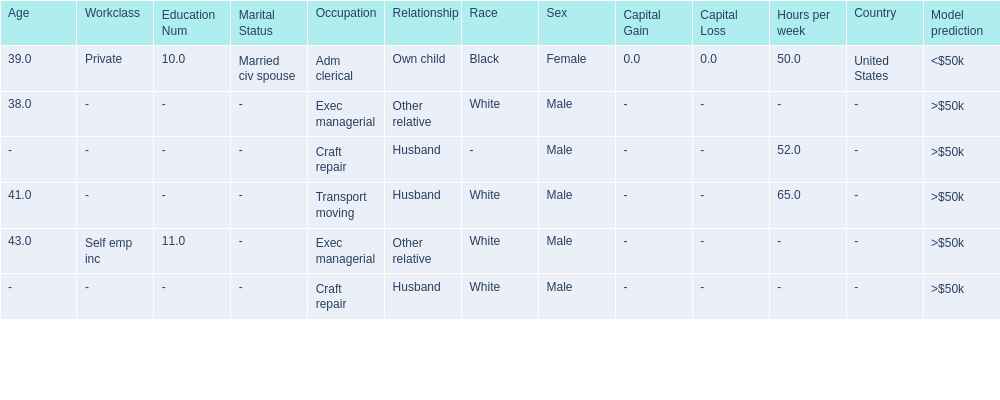 Age Workclass Education Num Marital Status Occupation Relationship Race Sex Capital Gain Capital Loss Hours per week Country Model prediction
39.0 Private 10.0 Married civ spouse Adm clerical Own child Black Female 0.0 0.0 50.0 United States <$50k
38.0 - - - Exec managerial Other relative White Male - - - - >$50k
- - - - Craft repair Husband - Male - - 52.0 - >$50k
41.0 - - - Transport moving Husband White Male - - 65.0 - >$50k
43.0 Self emp inc 11.0 - Exec managerial Other relative White Male - - - - >$50k
- - - - Craft repair Husband White Male - - - - >$50k